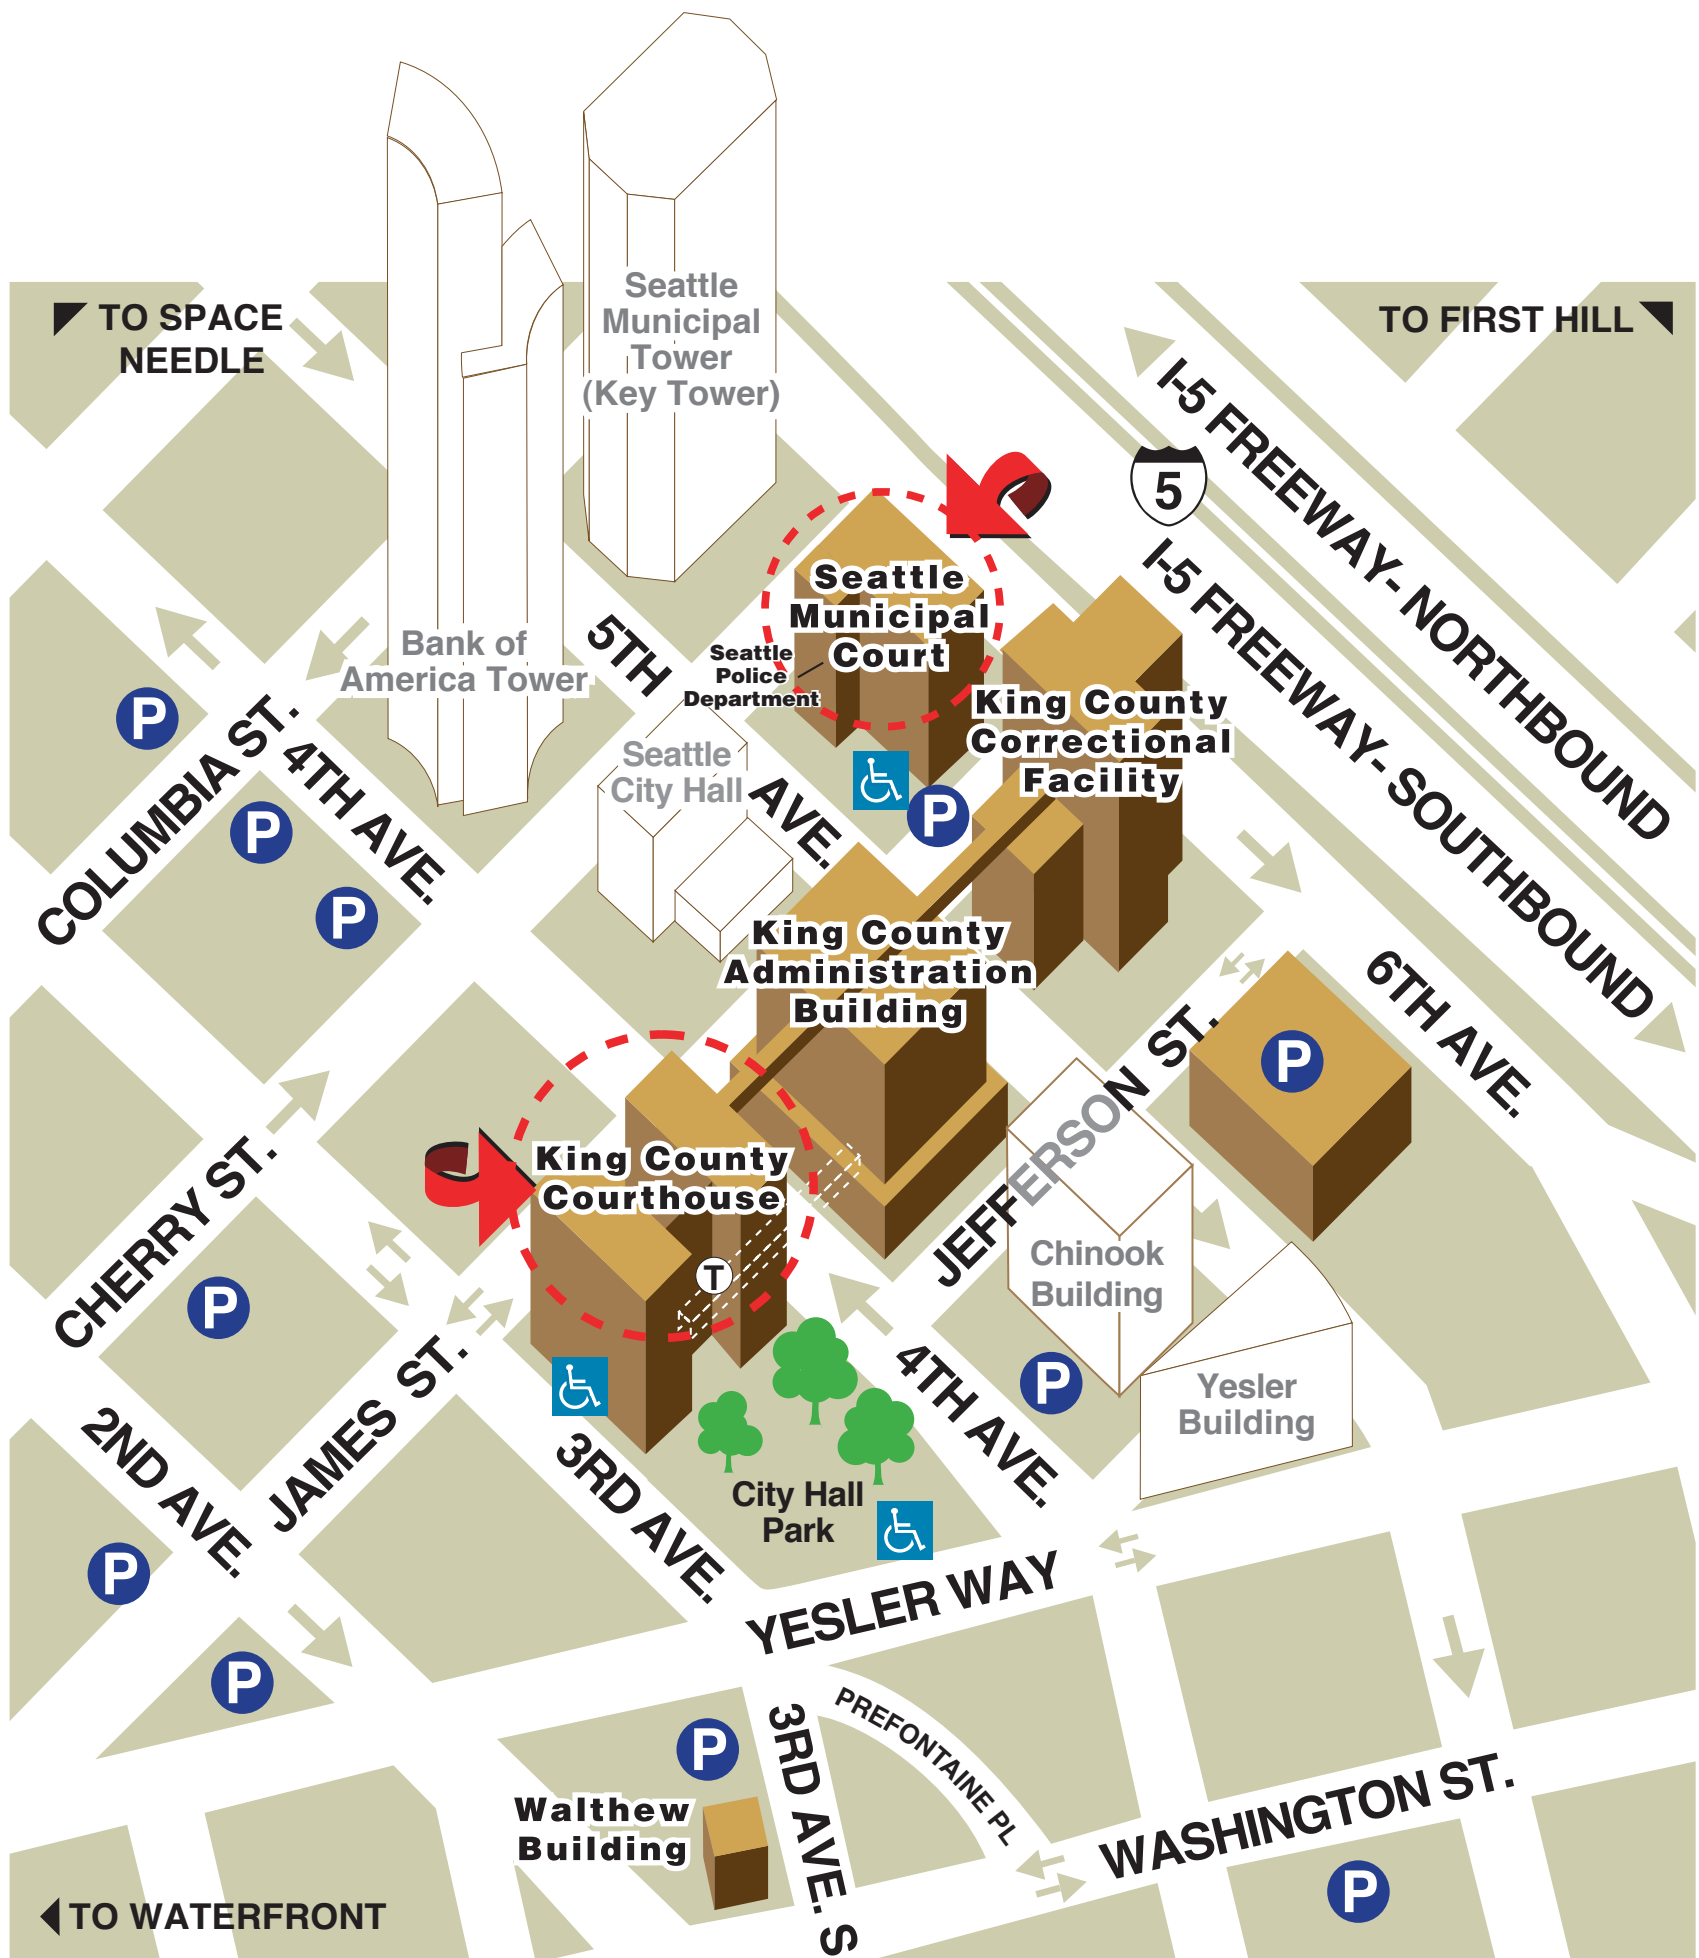 TO SPACE
NEEDLE
Seattle
Municipal
Tower
(Key Tower)
TO FIRST HILL
I-5 FREEWAY- NORTHBOUND
5
I-5 FREEWAY- SOUTHBOUND
Seattle
Municipal
Court
Seattle
Police
Department
Bank of
America Tower
5TH
AVE.
King County
Correctional
Facility
P
COLUMBIA ST.
4TH AVE.
Seattle
City Hall
P
P
P
King County
Administration
Building
6TH AVE.
P
JEFFERSON ST.
King County
Courthouse
T
CHERRY ST.
P
Chinook
Building
JAMES ST.
2ND AVE.
3RD AVE.
4TH AVE.
P
Yesler
Building
City Hall
Park
P
YESLER WAY
P
P
3RD AVE. S
PREFONTAINE PL
Walthew
Building
WASHINGTON ST.
P
TO WATERFRONT